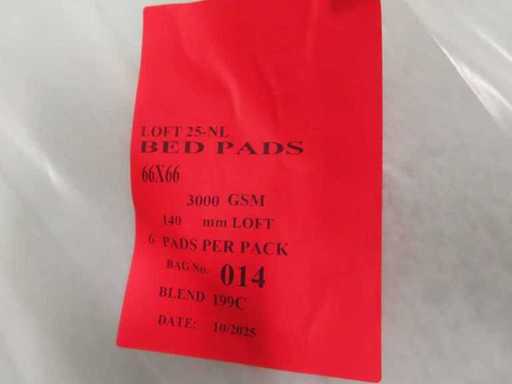 LOFT 25-NL
BED PADS
66X66
3000 GSM
140 mm LOFT
6 PADS PER PACK
BAG No. 014
BLEND 199C
DATE: 10/2025